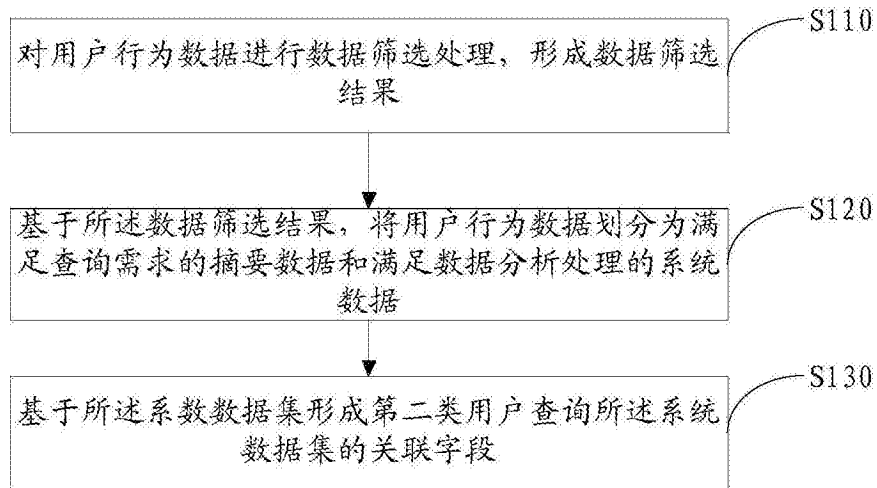 S110
对用户行为数据进行数据筛选处理，形成数据筛选
结果
S120
基于所述数据筛选结果，将用户行为数据划分为满
足查询需求的摘要数据和满足数据分析处理的系统
数据
S130
基于所述系数数据集形成第二类用户查询所述系统
数据集的关联字段